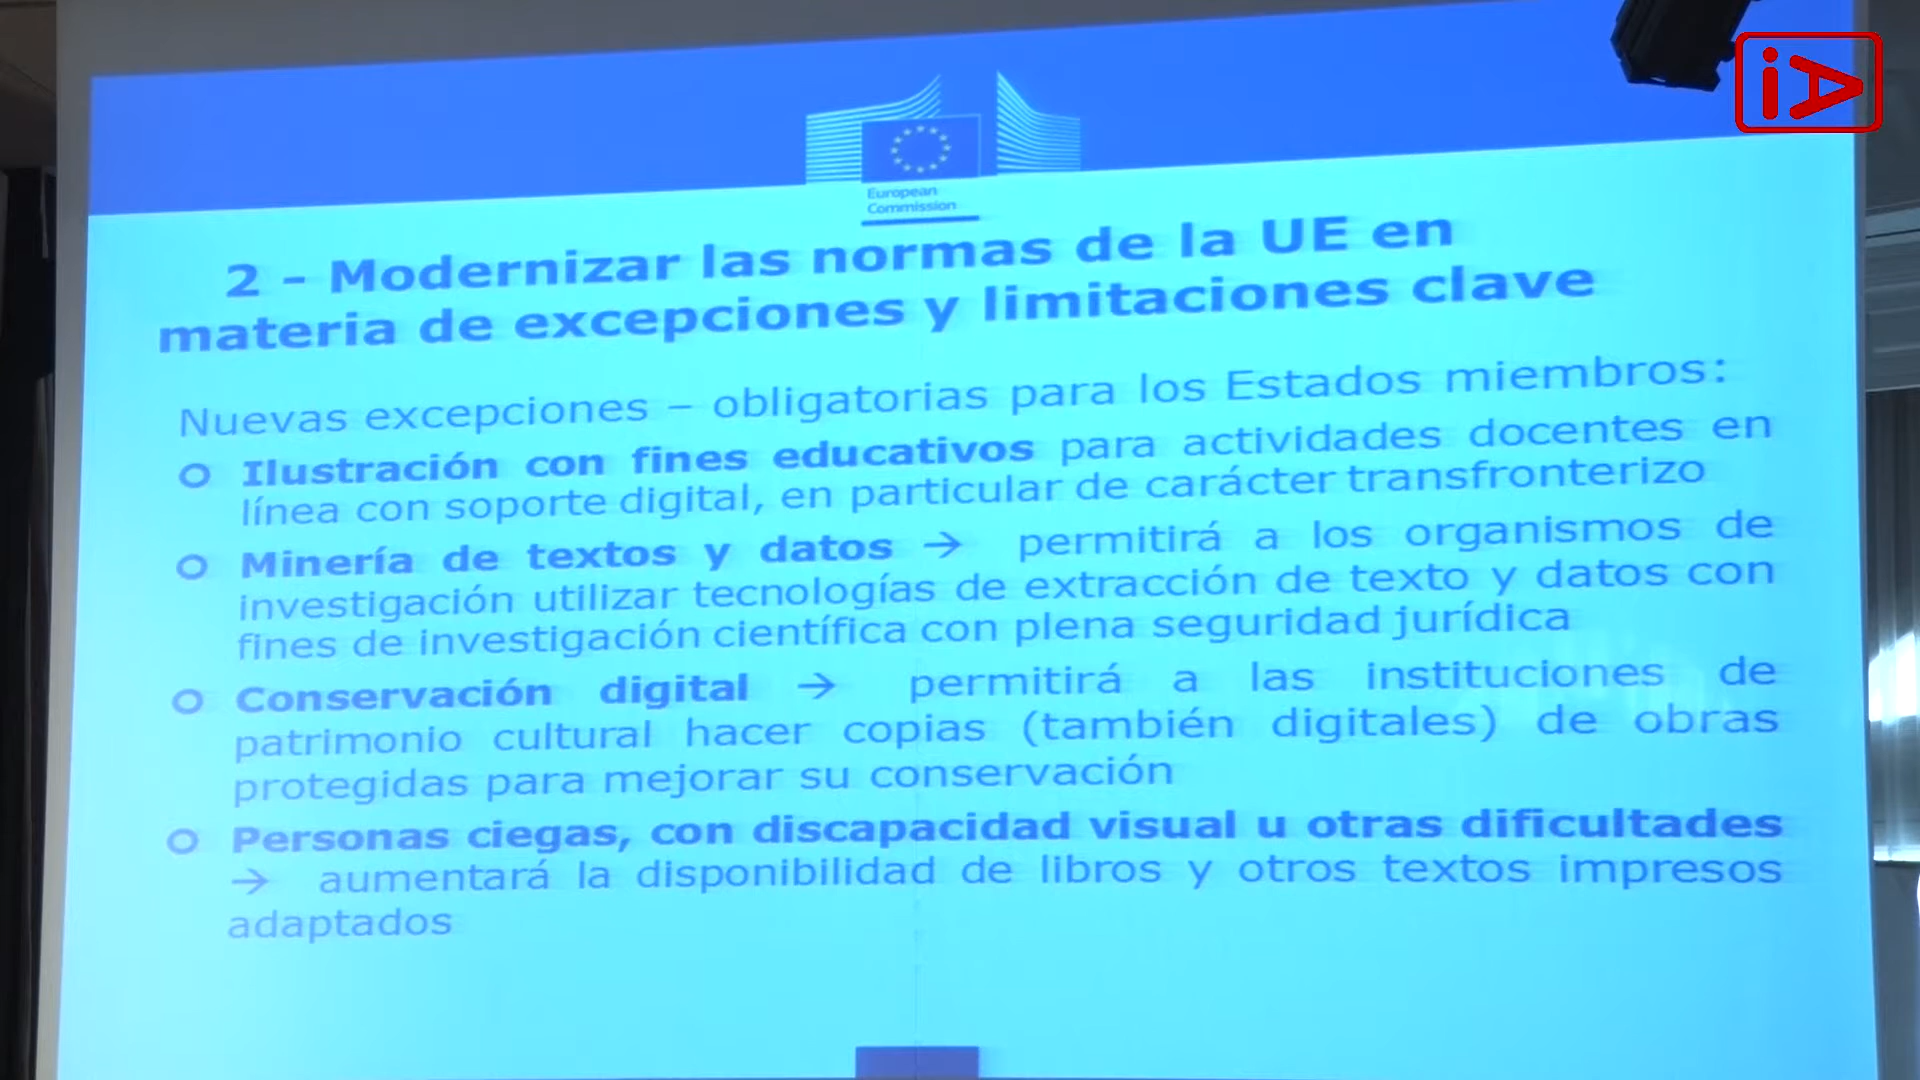 iA
European
Commission
2 - Modernizar las normas de la UE en
materia de excepciones y limitaciones clave
Nuevas excepciones – obligatorias para los Estados miembros:
O Ilustración con fines educativos para actividades docentes en
línea con soporte digital, en particular de carácter transfronterizo
O Minería de textos y datos → permitirá a los organismos de
investigación utilizar tecnologías de extracción de texto y datos con
fines de investigación científica con plena seguridad jurídica
O Conservación digital → permitirá a las instituciones de
patrimonio cultural hacer copias (también digitales) de obras
protegidas para mejorar su conservación
O Personas ciegas, con discapacidad visual u otras dificultades
→ aumentará la disponibilidad de libros y otros textos impresos
adaptados